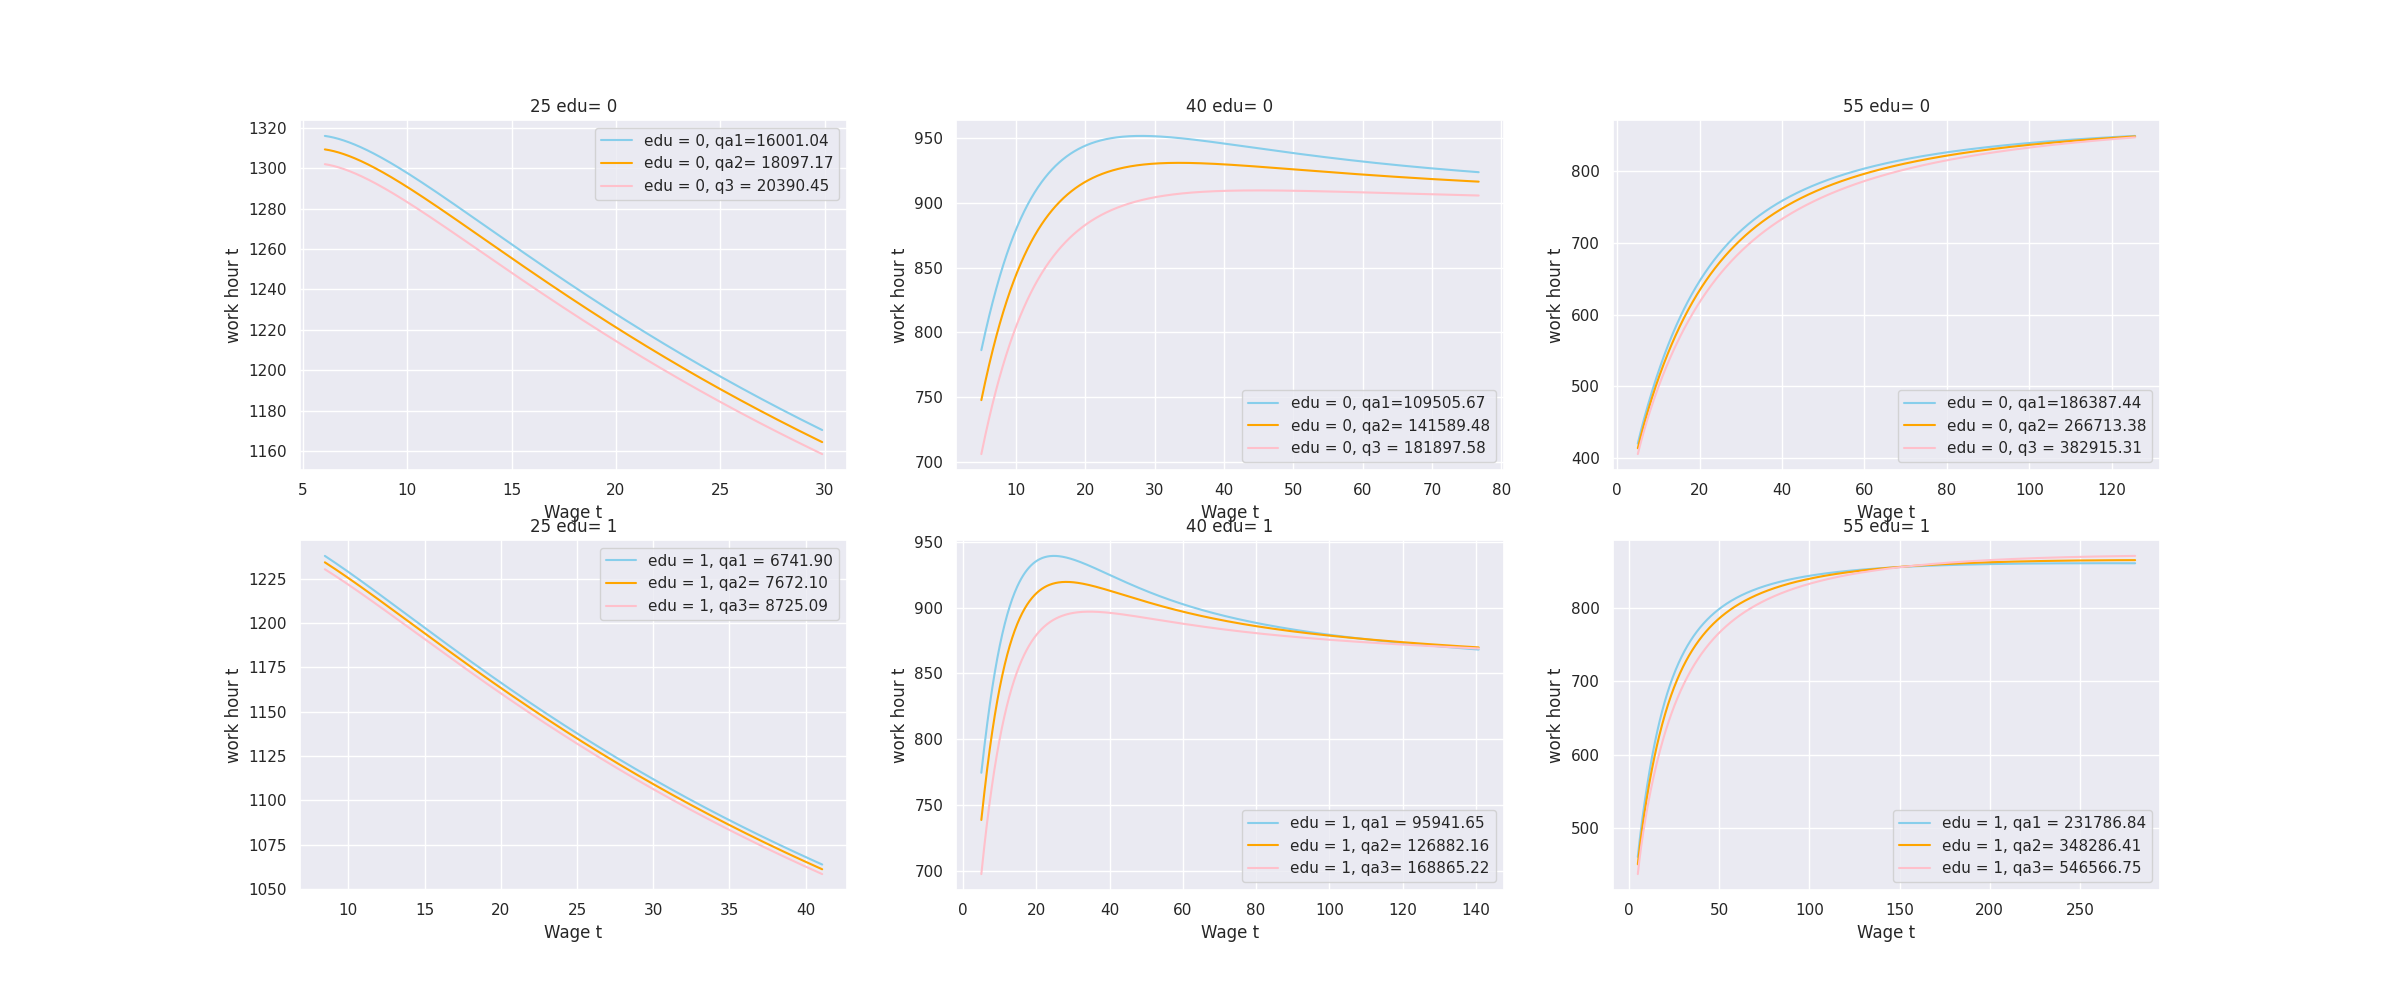 25 edu= 0
1320
1300
1280
1260
1240
1220
1200
1180
1160
work hour t
edu = 0, qa1=16001.04
edu = 0, qa2= 18097.17
edu = 0, q3 = 20390.45
5 10 15 20 25 30
Wage t
40 edu= 0
950
900
850
800
750
700
work hour t
edu = 0, qa1=109505.67
edu = 0, qa2= 141589.48
edu = 0, q3 = 181897.58
10 20 30 40 50 60 70 80
Wage t
55 edu= 0
800
700
600
500
400
work hour t
edu = 0, qa1=186387.44
edu = 0, qa2= 266713.38
edu = 0, q3 = 382915.31
0 20 40 60 80 100 120
Wage t
25 edu= 1
1225
1200
1175
1150
1125
1100
1075
1050
work hour t
edu = 1, qa1 = 6741.90
edu = 1, qa2= 7672.10
edu = 1, qa3= 8725.09
10 15 20 25 30 35 40
Wage t
40 edu= 1
950
900
850
800
750
700
work hour t
edu = 1, qa1 = 95941.65
edu = 1, qa2= 126882.16
edu = 1, qa3= 168865.22
0 20 40 60 80 100 120 140
Wage t
55 edu= 1
800
700
600
500
work hour t
edu = 1, qa1 = 231786.84
edu = 1, qa2= 348286.41
edu = 1, qa3= 546566.75
0 50 100 150 200 250
Wage t